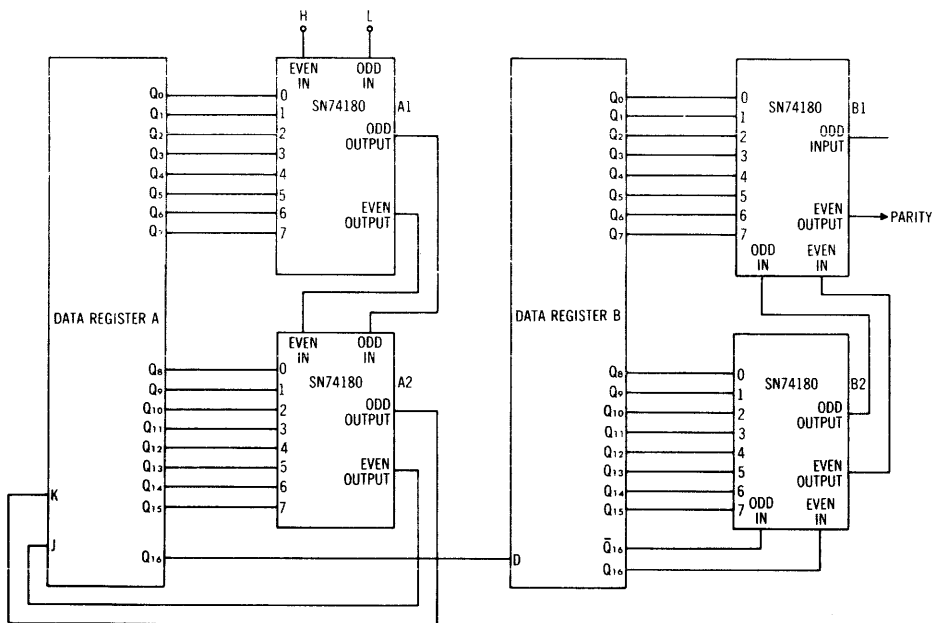 H L
EVEN IN
ODD IN
SN74180
A1
Q0 0
Q1 1
Q2 2
Q3 3
Q4 4
Q5 5
Q6 6
Q7 7
ODD OUTPUT
EVEN OUTPUT
DATA REGISTER A
EVEN IN
ODD IN
SN74180
A2
Q8 0
Q9 1
Q10 2
Q11 3
Q12 4
Q13 5
Q14 6
Q15 7
ODD OUTPUT
EVEN OUTPUT
K
J
Q16
SN74180
B1
Q0 0
Q1 1
Q2 2
Q3 3
Q4 4
Q5 5
Q6 6
Q7 7
ODD INPUT
EVEN OUTPUT
PARITY
ODD IN
EVEN IN
DATA REGISTER B
SN74180
B2
Q8 0
Q9 1
Q10 2
Q11 3
Q12 4
Q13 5
Q14 6
Q15 7
ODD OUTPUT
EVEN OUTPUT
ODD IN
EVEN IN
D
Q̅16
Q16